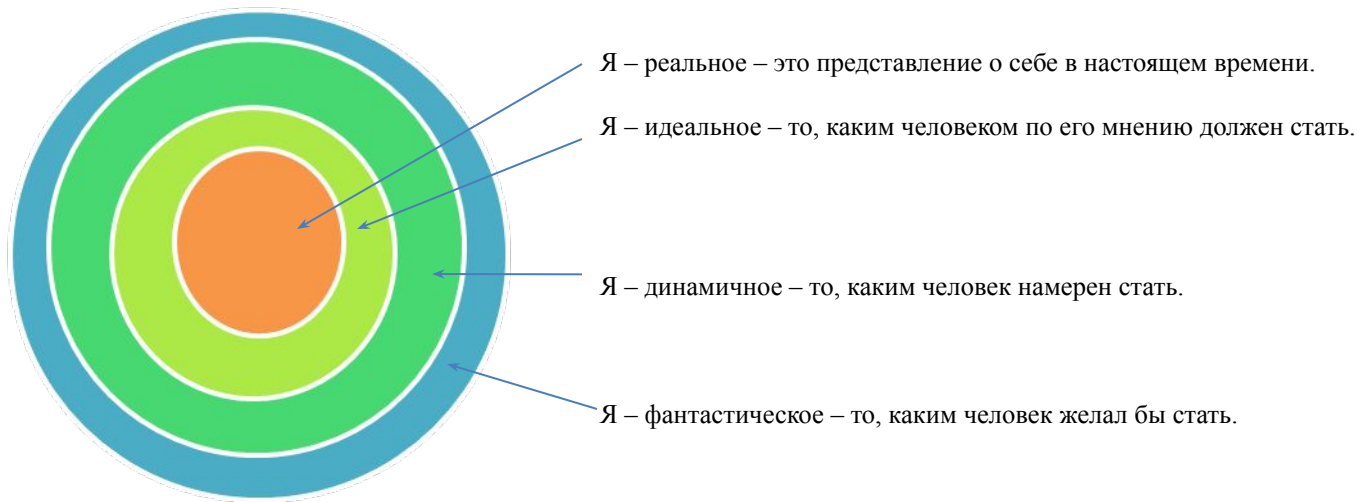 Я – реальное – это представление о себе в настоящем времени.
Я – идеальное – то, каким человеком по его мнению должен стать.
Я – динамичное – то, каким человек намерен стать.
Я – фантастическое – то, каким человек желал бы стать.